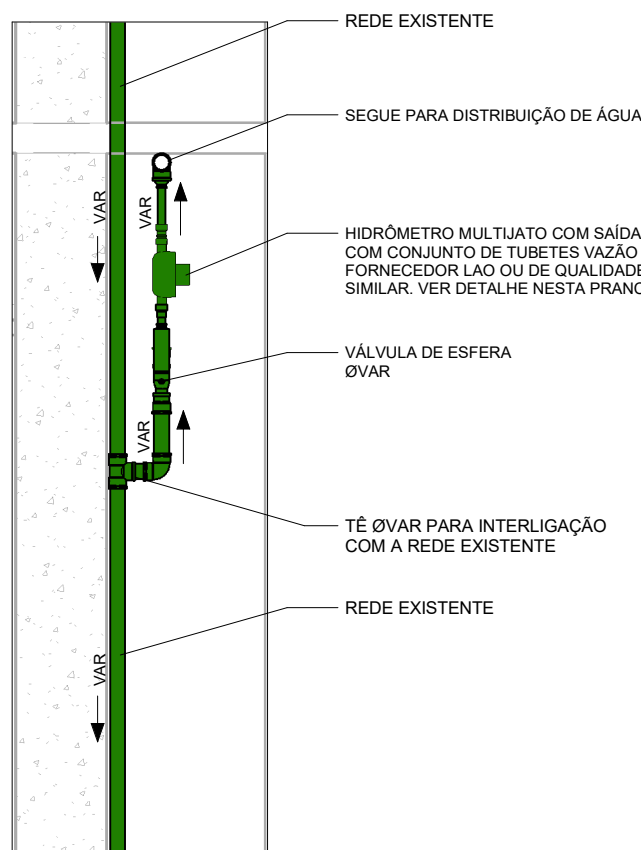 REDE EXISTENTE
SEGUE PARA DISTRIBUIÇÃO DE ÁGUA
VAR
VAR
HIDRÔMETRO MULTIJATO COM SAÍDA
COM CONJUNTO DE TUBETES VAZÃO
FORNECEDOR LAO OU DE QUALIDADE
SIMILAR. VER DETALHE NESTA PRANC
VÁLVULA DE ESFERA
ØVAR
VAR
TÊ ØVAR PARA INTERLIGAÇÃO
COM A REDE EXISTENTE
REDE EXISTENTE
VAR